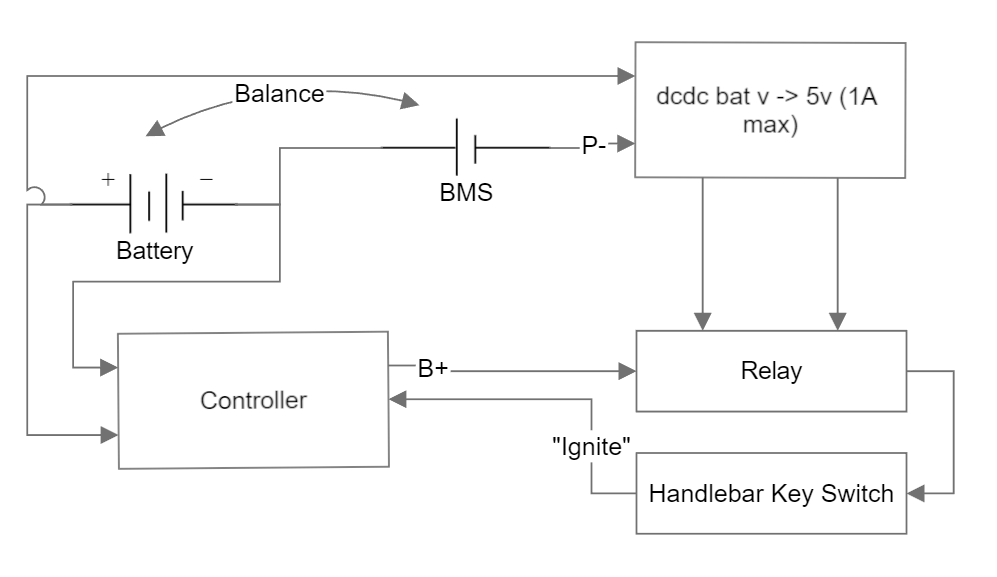 dcdc bat v -> 5v (1A
max)
Balance
P-
BMS
+
−
Battery
Controller
B+
Relay
"Ignite"
Handlebar Key Switch